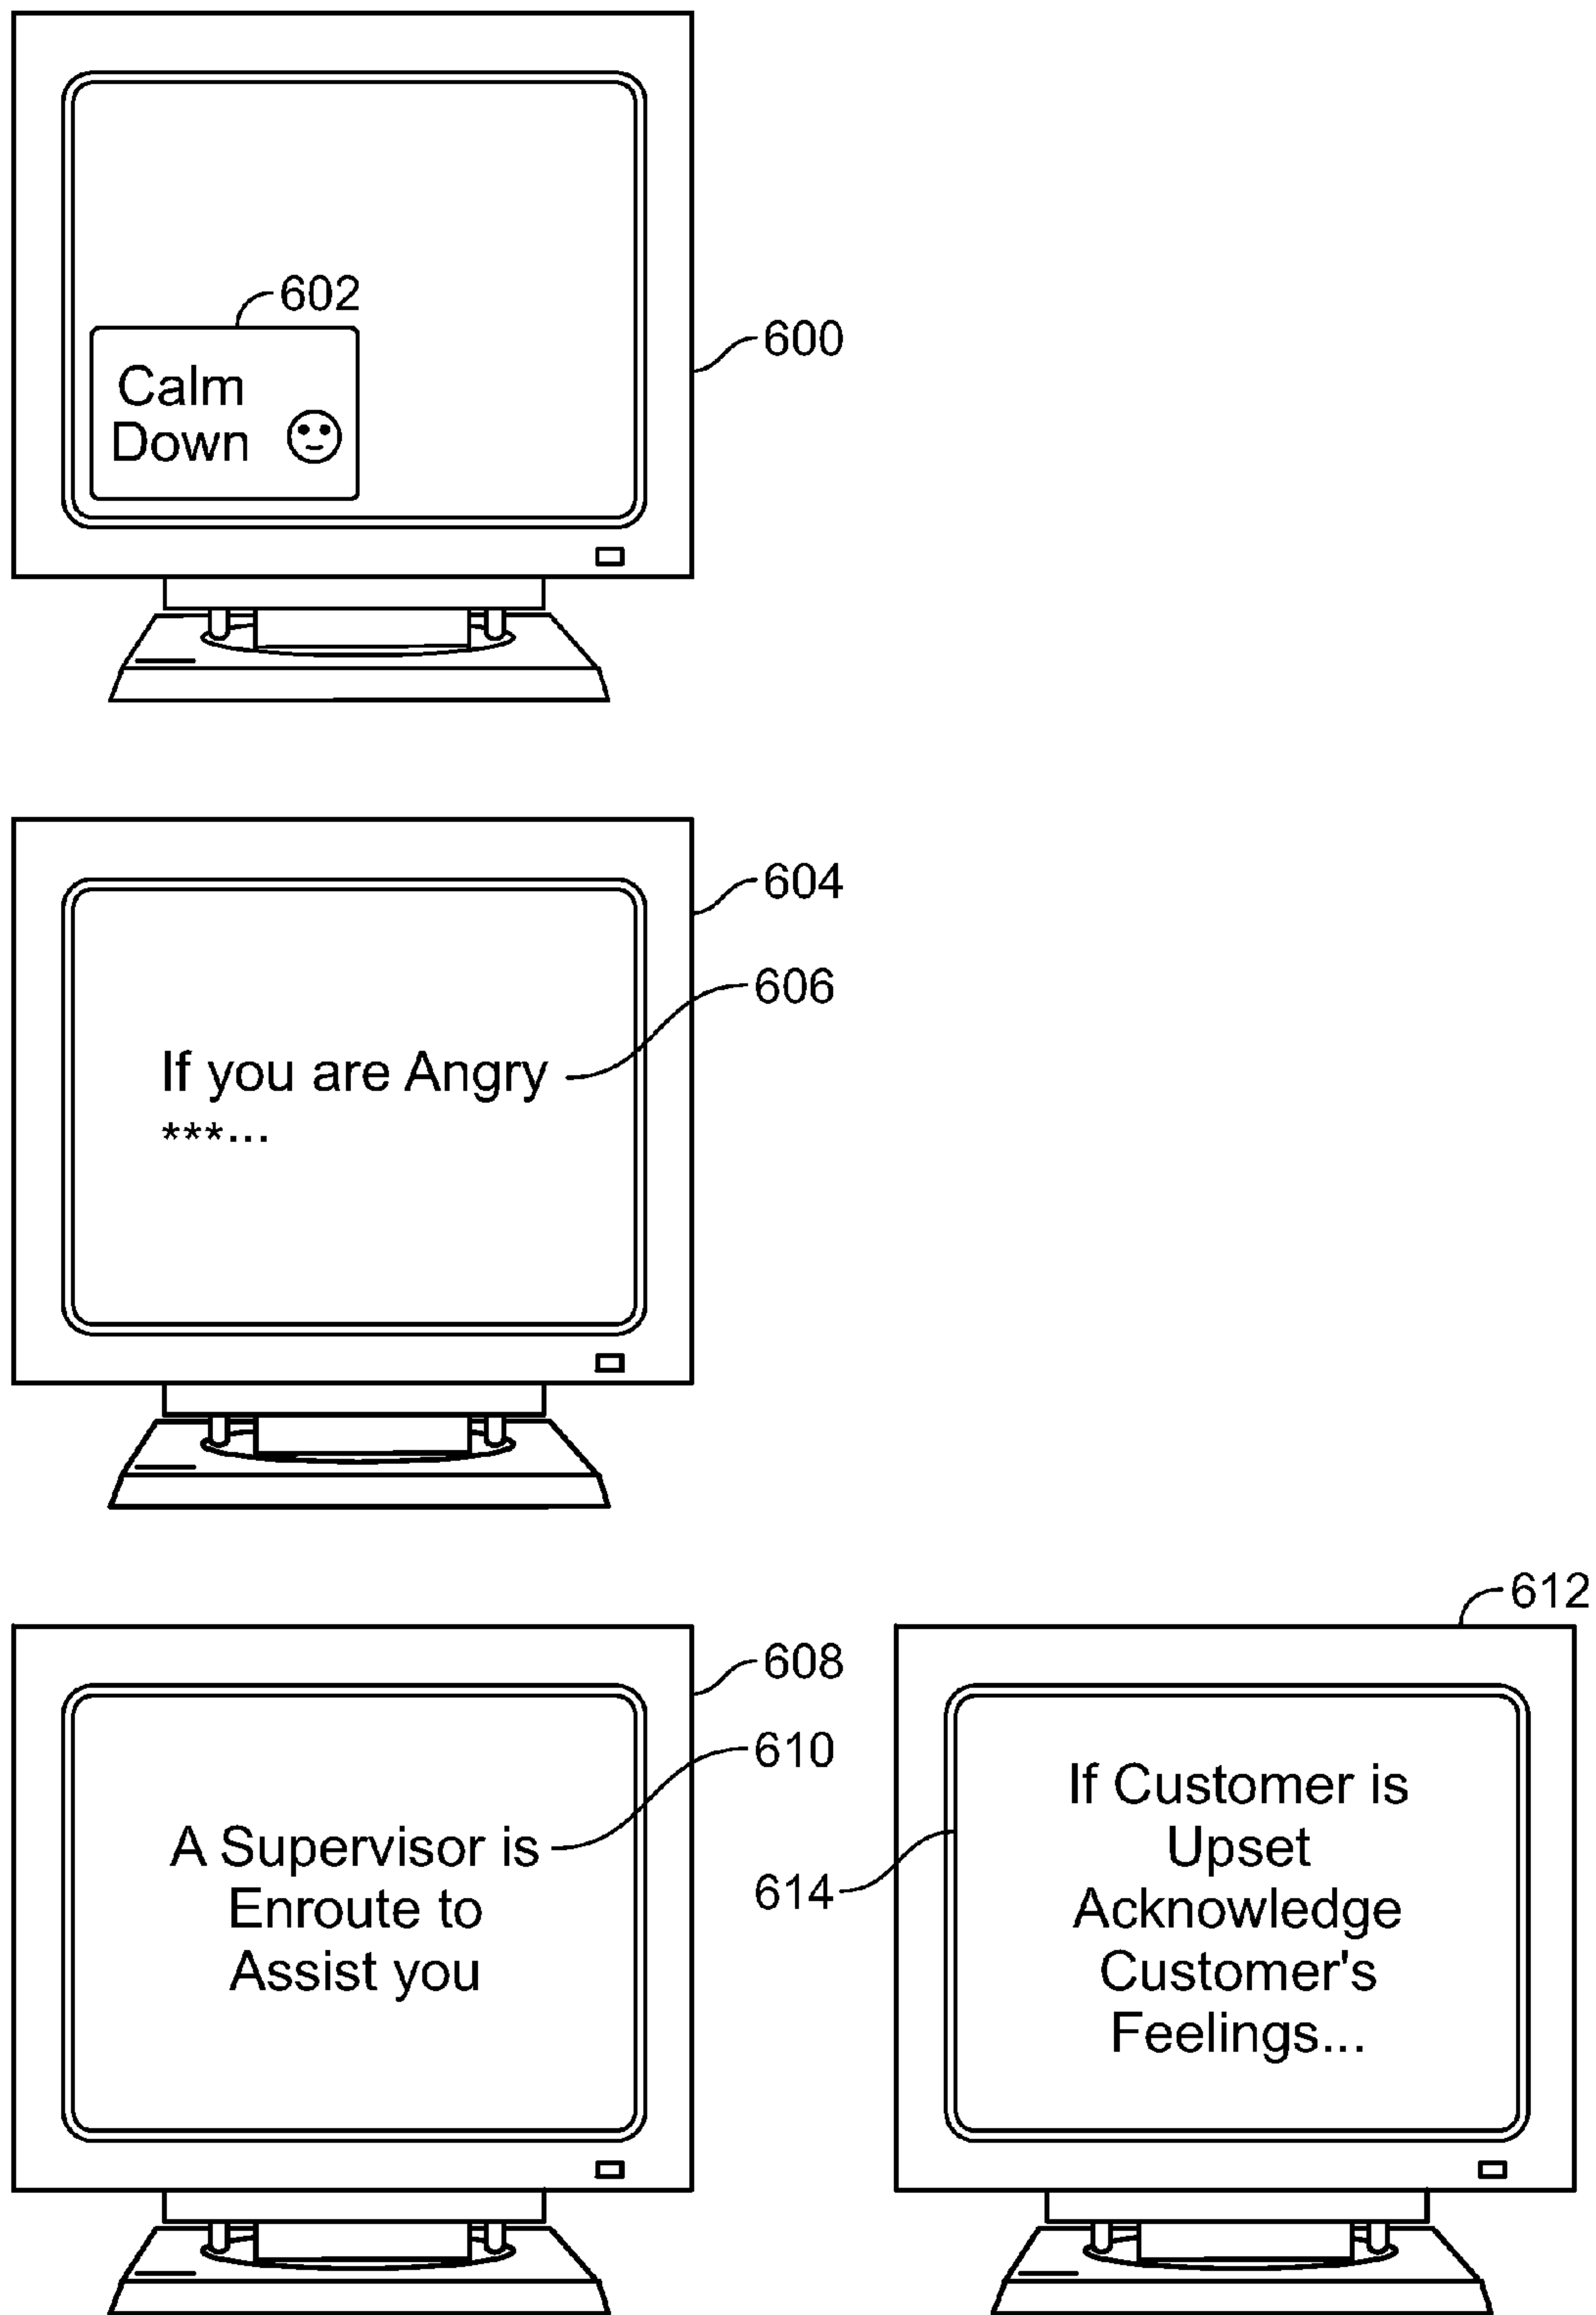 602
600
Calm
Down
604
606
If you are Angry
***...
612
608
610
If Customer is
Upset
A Supervisor is
614
Enroute to
Acknowledge
Assist you
Customer's
Feelings...